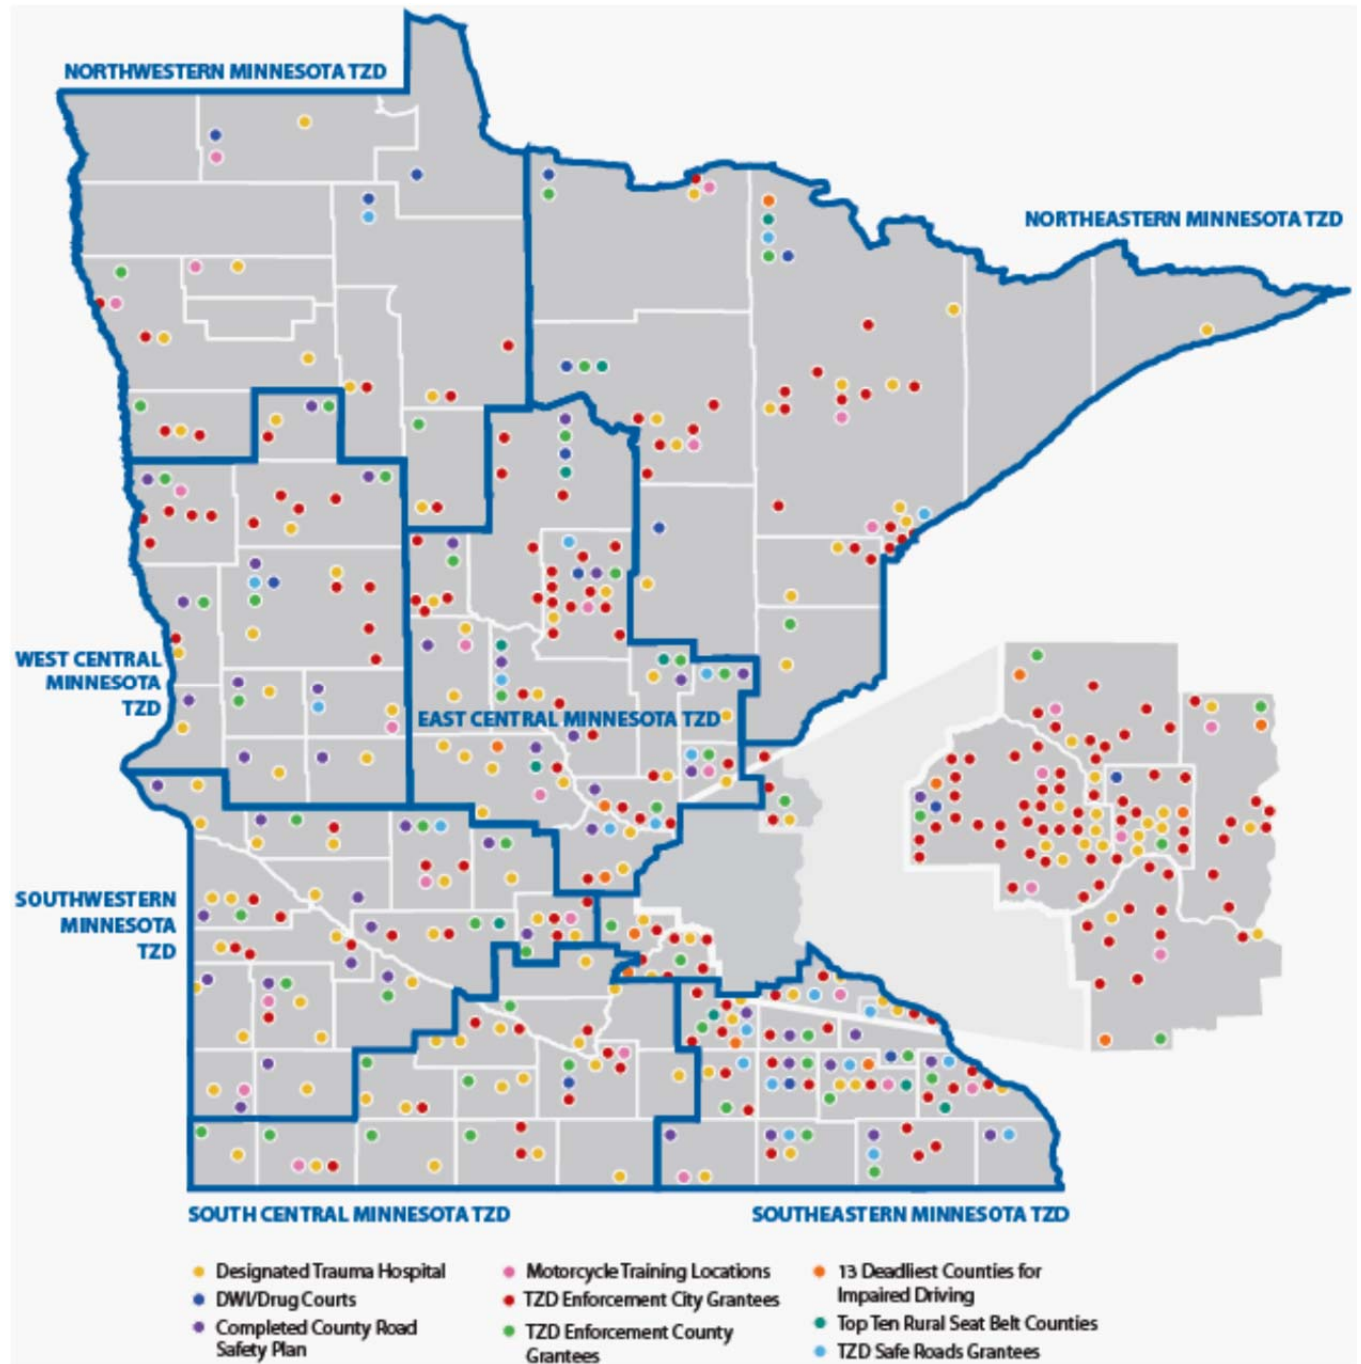 NORTHWESTERN MINNESOTA TZD
NORTHEASTERN MINNESOTA TZD
WEST CENTRAL
MINNESOTA
TZD
EAST CENTRAL MINNESOTA TZD
SOUTHWESTERN
MINNESOTA
TZD
SOUTH CENTRAL MINNESOTA TZD
SOUTHEASTERN MINNESOTA TZD
Designated Trauma Hospital
DWI/Drug Courts
Completed County Road
Safety Plan
Motorcycle Training Locations
TZD Enforcement City Grantees
TZD Enforcement County
Grantees
13 Deadliest Counties for
Impaired Driving
Top Ten Rural Seat Belt Counties
TZD Safe Roads Grantees